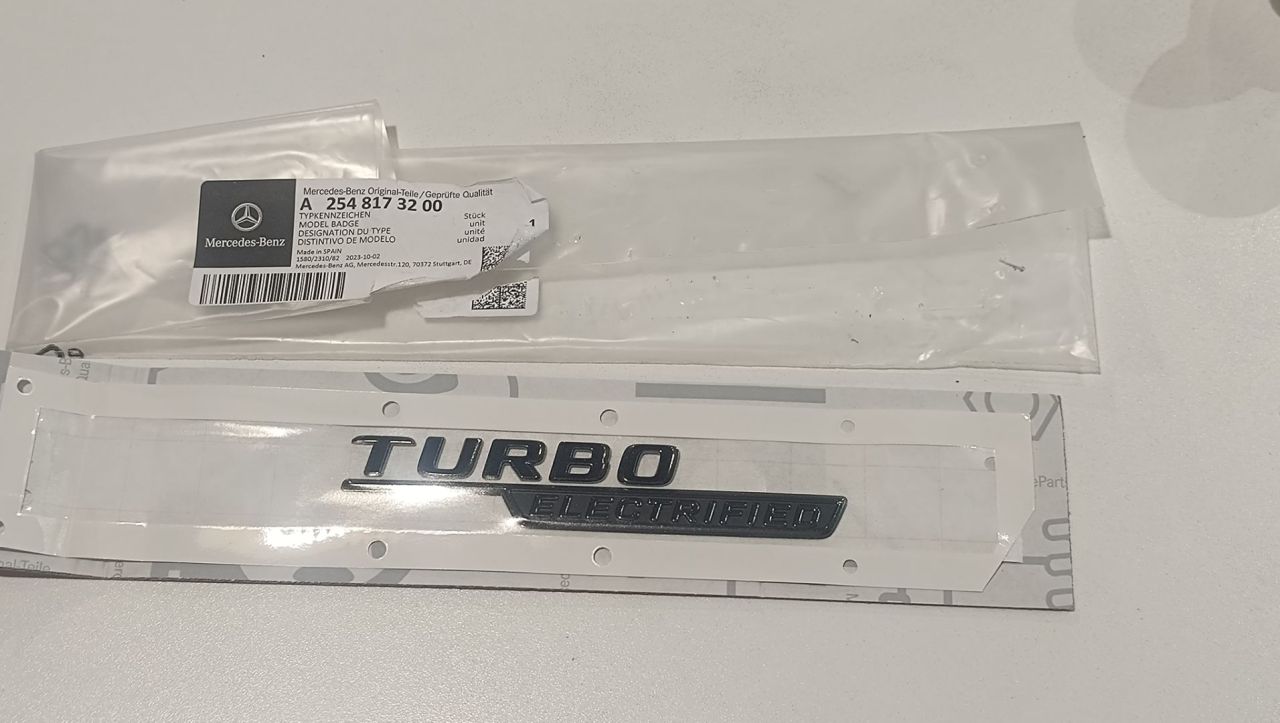 Mercedes-Benz Original-Teile/Geprüfte Qualität
A 254 817 32 00
TYPKENNZEICHEN
MODEL BADGE
DESIGNATION DU TYPE
DISTINTIVO DE MODELO
Stück
unit
unité
unidad
1
Mercedes-Benz
Made in SPAIN
1580/2310/82 2023-10-02
Mercedes-Benz AG, Mercedesstr.120, 70372 Stuttgart, DE
TURBO
ELECTRIFIED